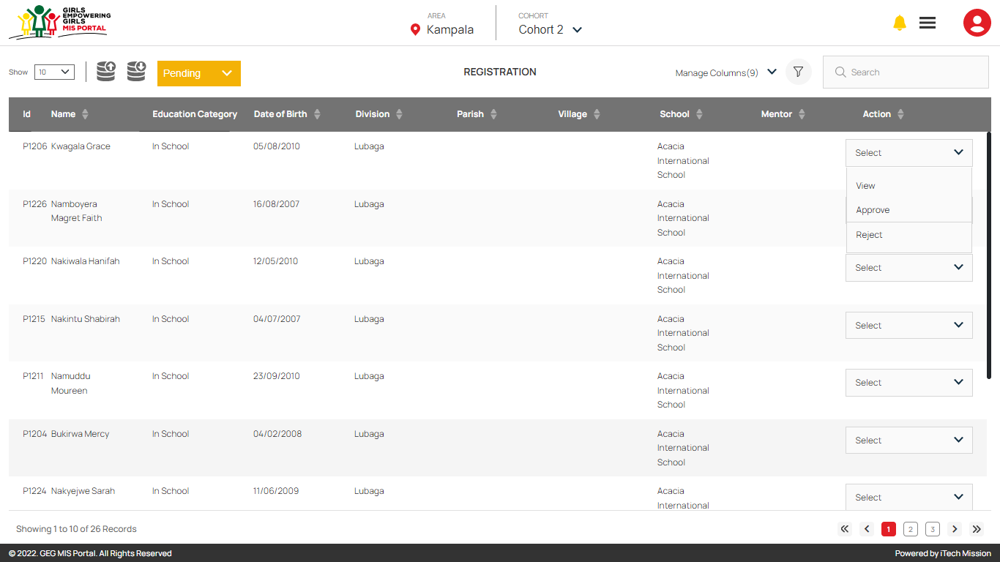 GIRLS
EMPOWERING
GIRLS
MIS PORTAL
AREA
Kampala
COHORT
Cohort 2
Show 10
Pending
REGISTRATION
Manage Columns(9)
Search
Id Name Education Category Date of Birth Division Parish Village School Mentor Action
P1206 Kwagala Grace In School 05/08/2010 Lubaga Acacia
International
School
Select
View
Approve
Reject
P1226 Namboyera In School 16/08/2007 Lubaga Acacia
Magret Faith International
School
P1220 Nakiwala Hanifah In School 12/05/2010 Lubaga Acacia
International
School
Select
P1215 Nakintu Shabirah In School 04/07/2007 Lubaga Acacia
International
School
Select
P1211 Namuddu In School 23/09/2010 Lubaga Acacia
Moureen International
School
Select
P1204 Bukirwa Mercy In School 04/02/2008 Lubaga Acacia
International
School
Select
P1224 Nakyejwe Sarah In School 11/06/2009 Lubaga Acacia
International
Select
Showing 1 to 10 of 26 Records
1 2 3
© 2022. GEG MIS Portal. All Rights Reserved
Powered by iTech Mission